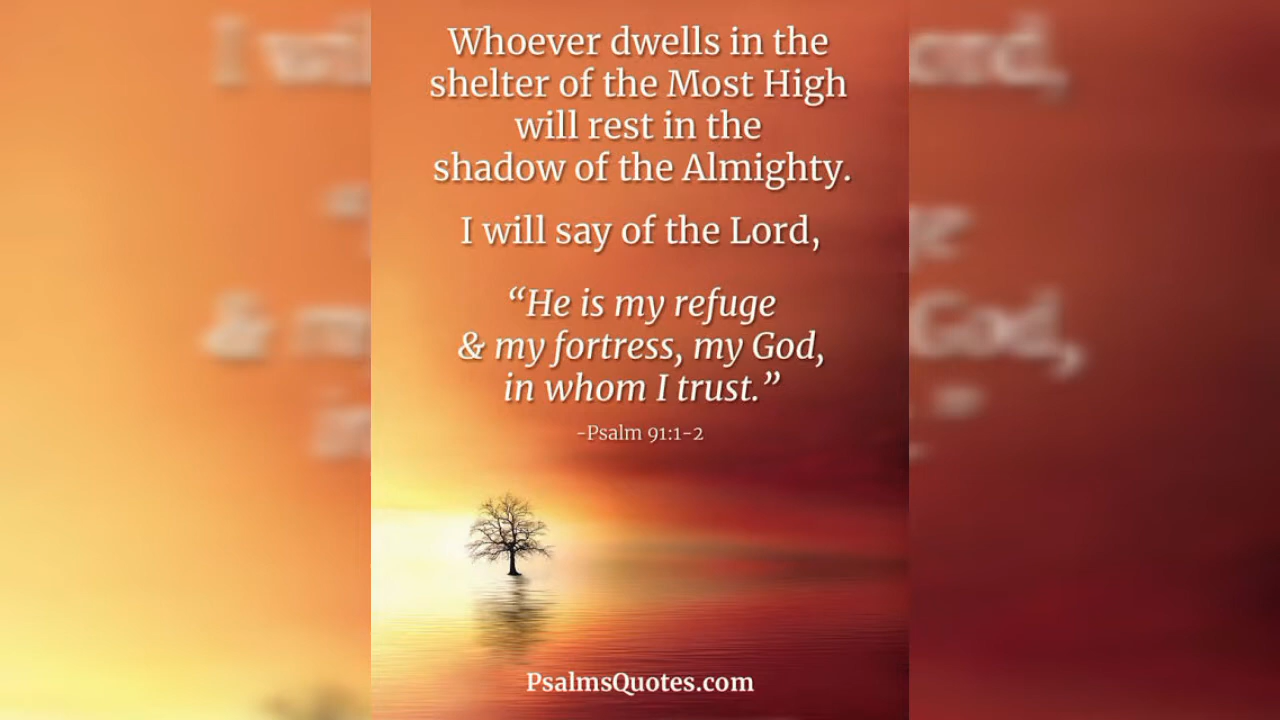 Whoever dwells in the
shelter of the Most High
will rest in the
shadow of the Almighty.
I will say of the Lord,
“He is my refuge
& my fortress, my God,
in whom I trust.”
-Psalm 91:1-2
PsalmsQuotes.com